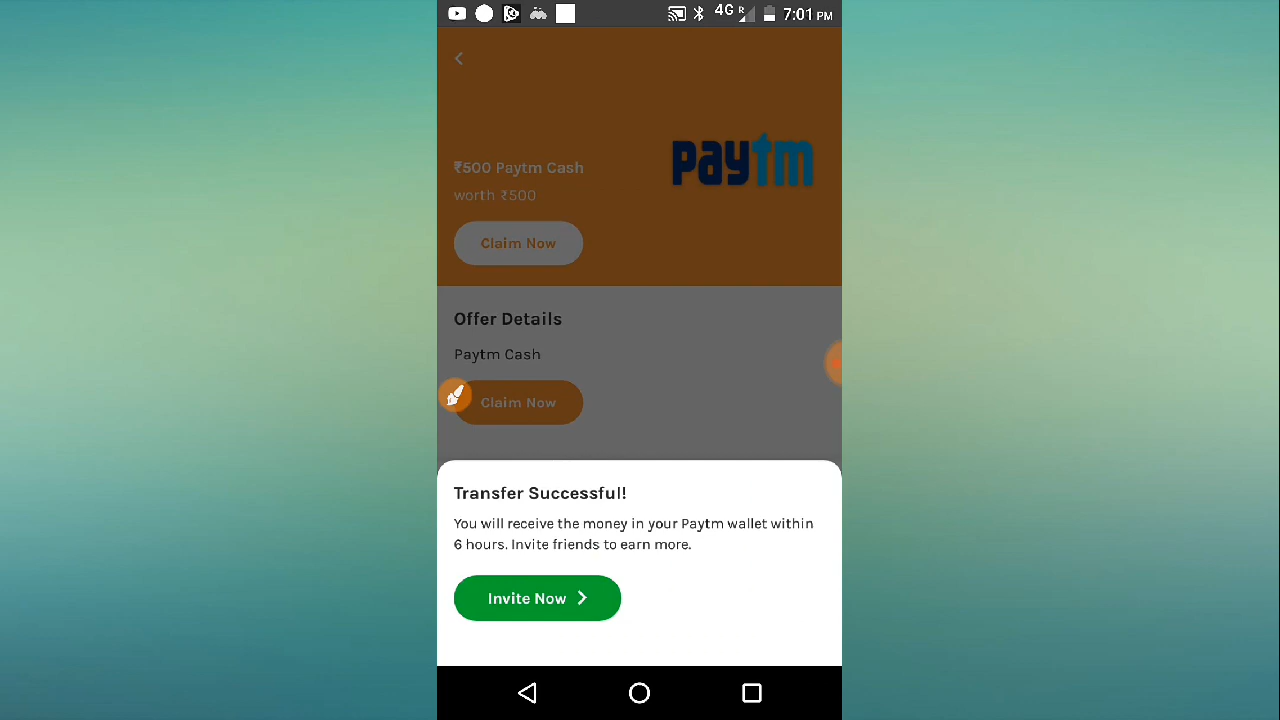 4G R 7:01 PM
₹500 Paytm Cash
paytm
worth ₹500
Claim Now
Offer Details
Paytm Cash
Claim Now
Transfer Successful!
You will receive the money in your Paytm wallet within
6 hours. Invite friends to earn more.
Invite Now